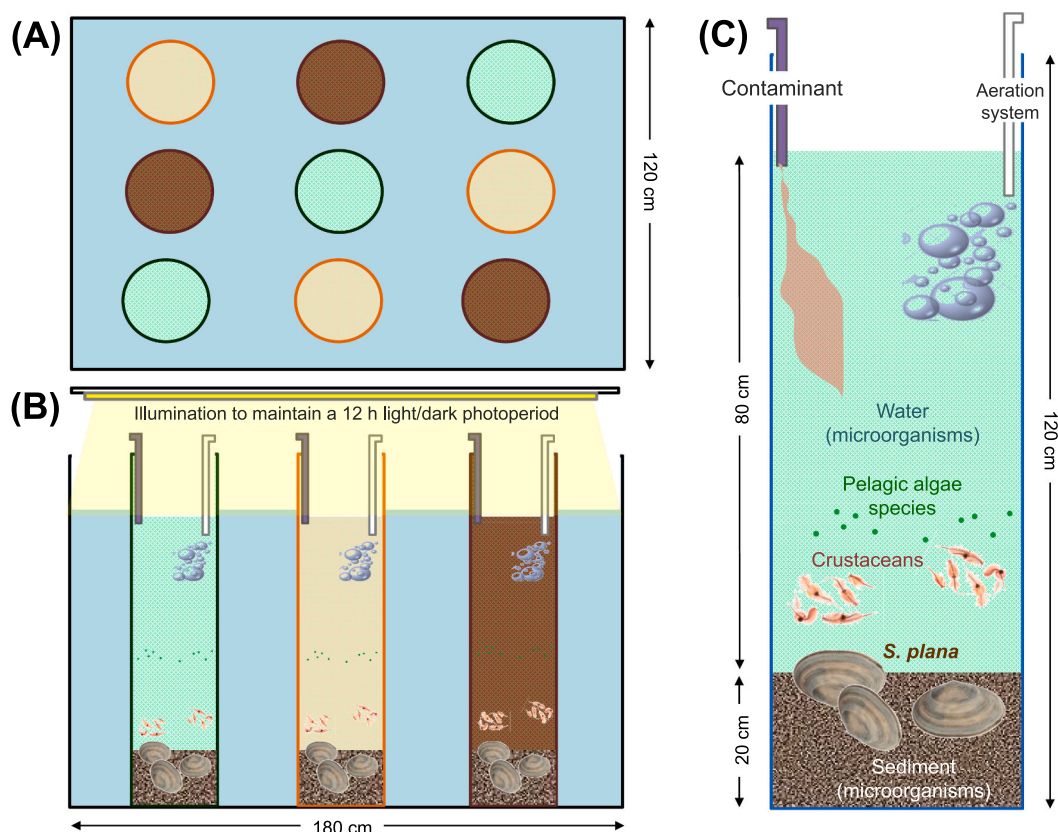 (A)
120 cm
(B)
Illumination to maintain a 12 h light/dark photoperiod
180 cm
(C)
Contaminant
Aeration
system
80 cm
120 cm
Water
(microorganisms)
Pelagic algae
species
Crustaceans
S. plana
20 cm
Sediment
(microorganisms)